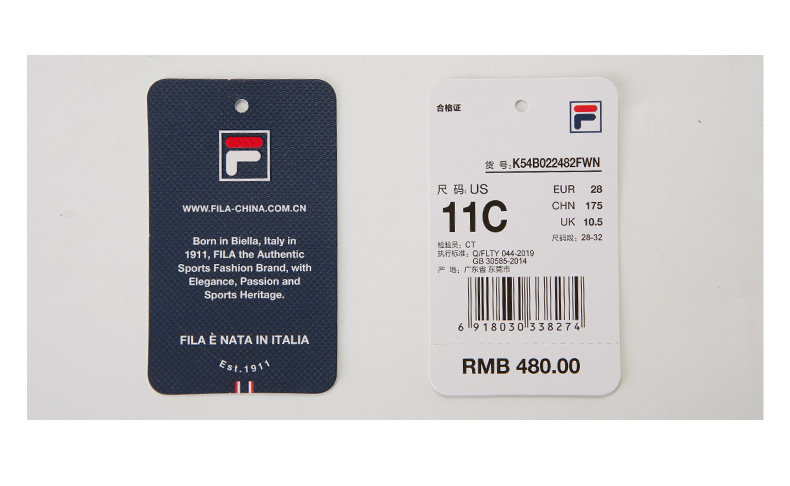 WWW.FILA-CHINA.COM.CN
Born in Biella, Italy in
1911, FILA the Authentic
Sports Fashion Brand, with
Elegance, Passion and
Sports Heritage.
FILA È NATA IN ITALIA
Est.1911
合格证
货 号: K54B022482FWN
尺 码: US
11C
EUR 28
CHN 175
UK 10.5
尺码段: 28-32
检验员: CT
执行标准: Q/FLTY 044-2019
GB 30585-2014
产 地: 广东省 东莞市
6 918030 338274
RMB 480.00